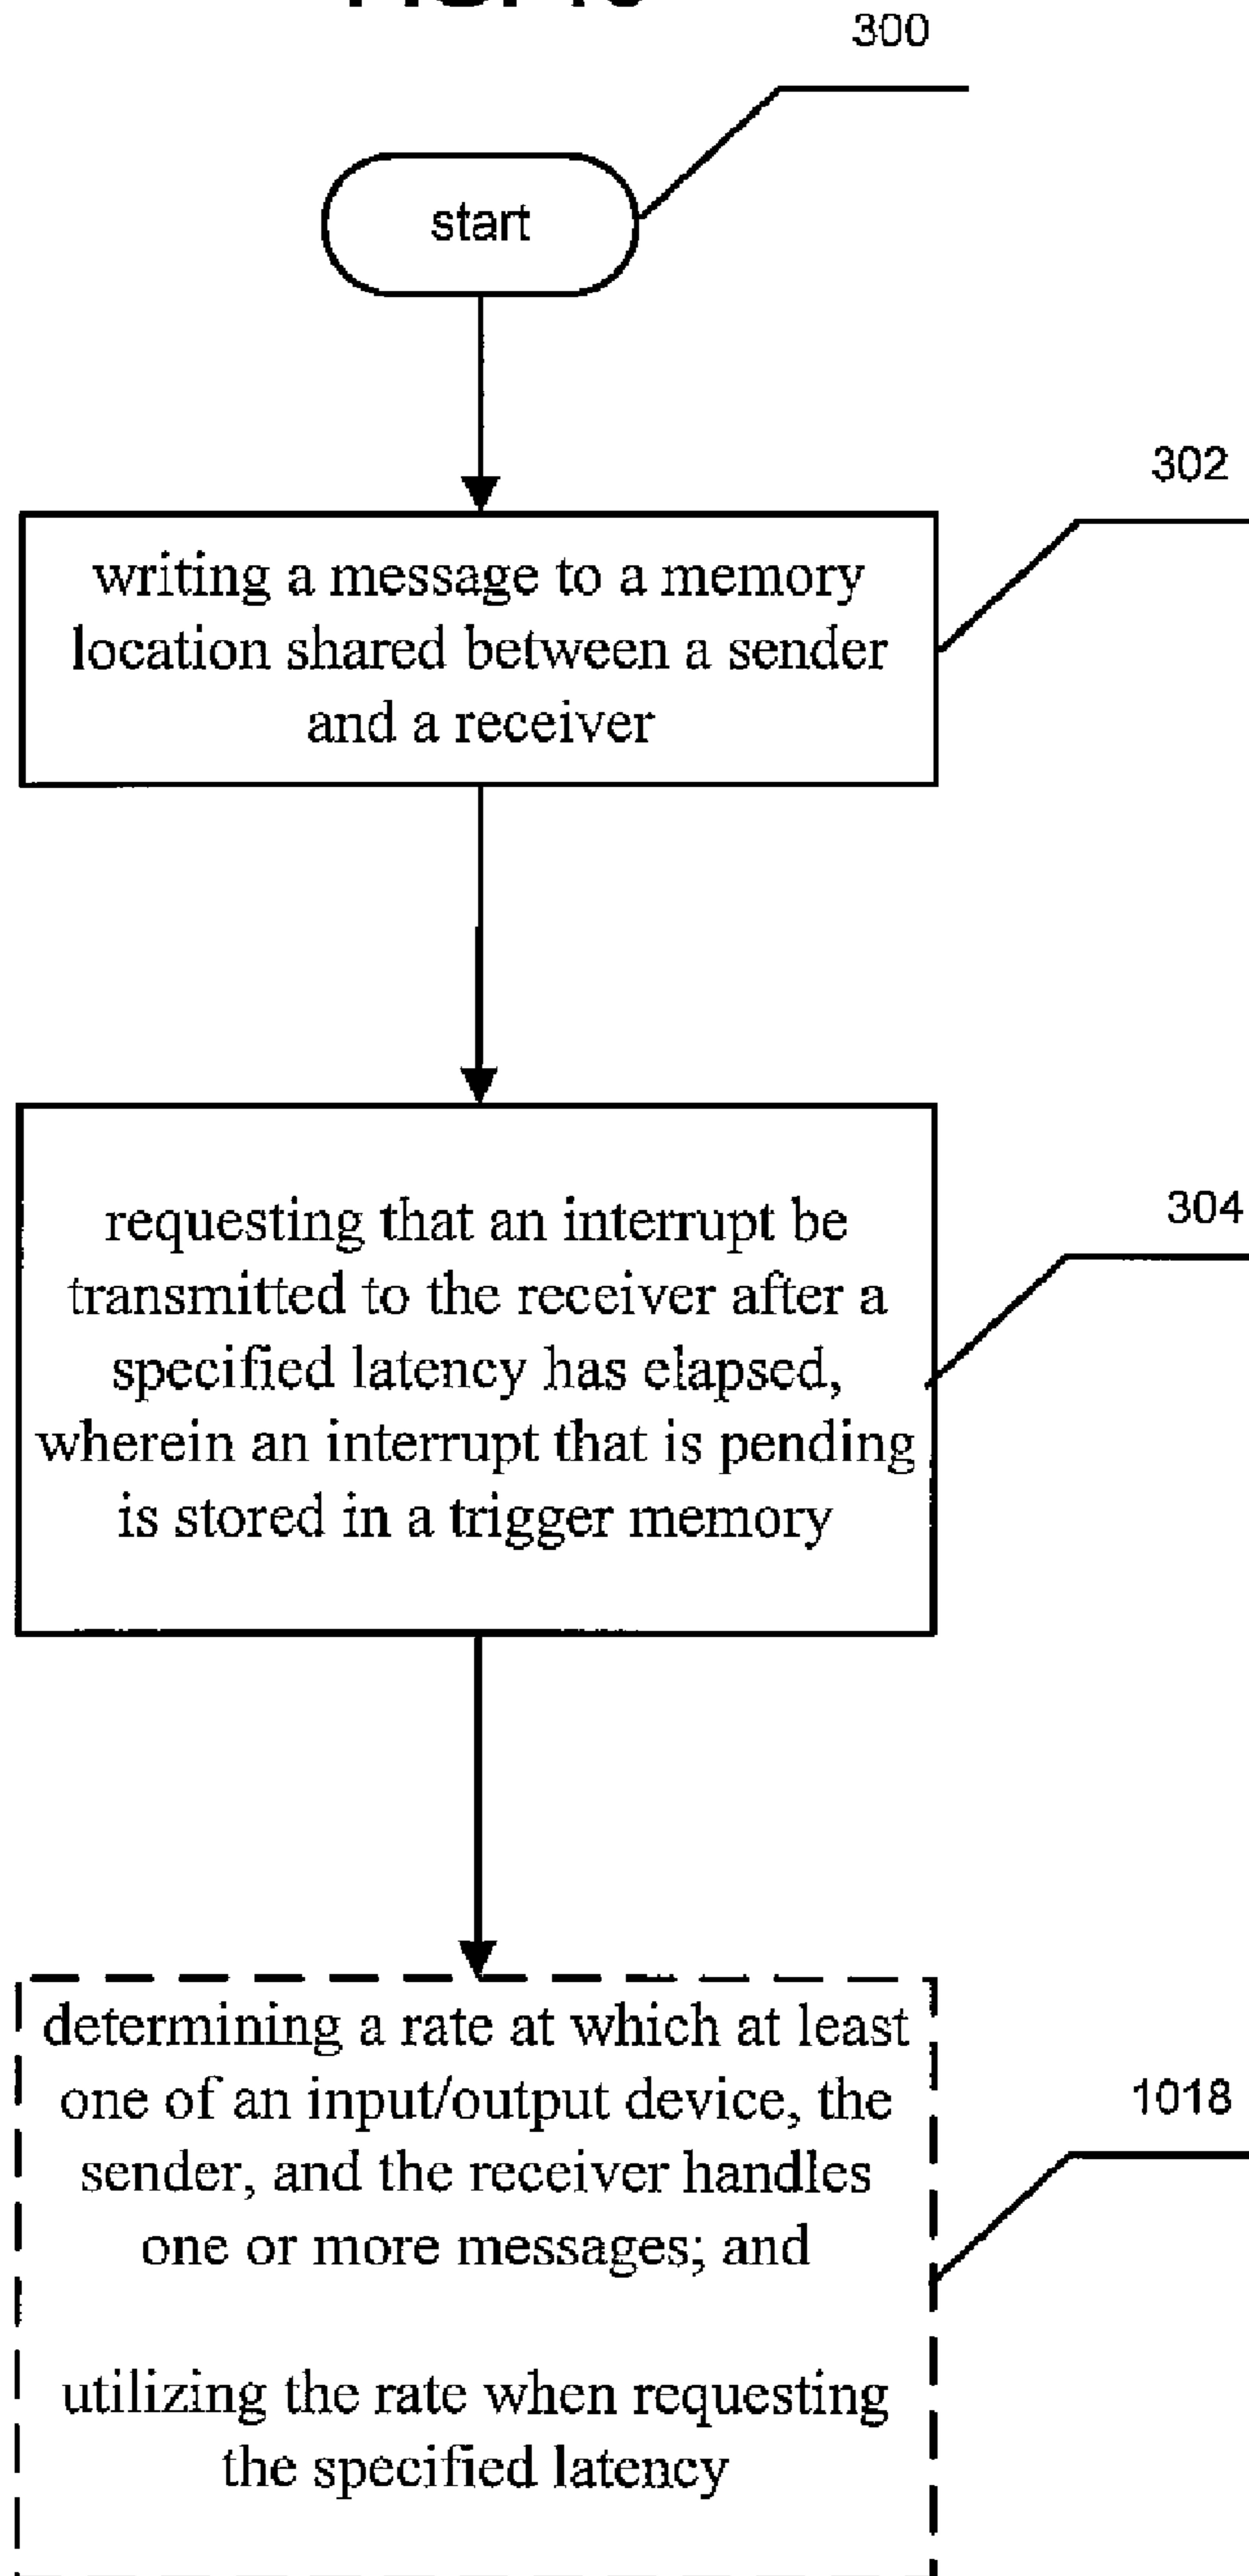 300
start
302
writing a message to a memory
location shared between a sender
and a receiver
304
requesting that an interrupt be
transmitted to the receiver after a
specified latency has elapsed,
wherein an interrupt that is pending
is stored in a trigger memory
1018
determining a rate at which at least
one of an input/output device, the
sender, and the receiver handles
one or more messages; and
utilizing the rate when requesting
the specified latency